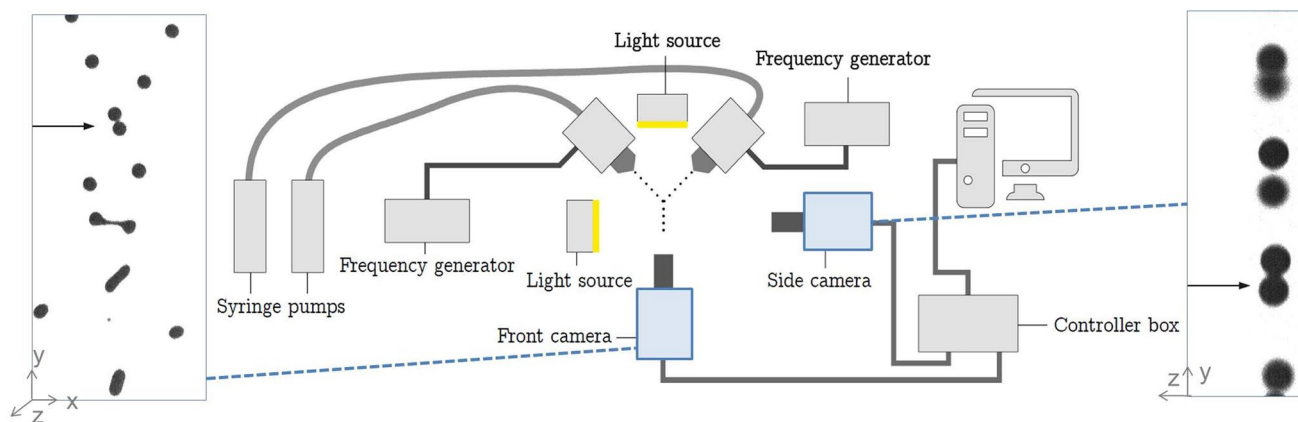 Light source
Frequency generator
Frequency generator
Light source
Side camera
Syringe pumps
Front camera
Controller box
y
x
z
z
y